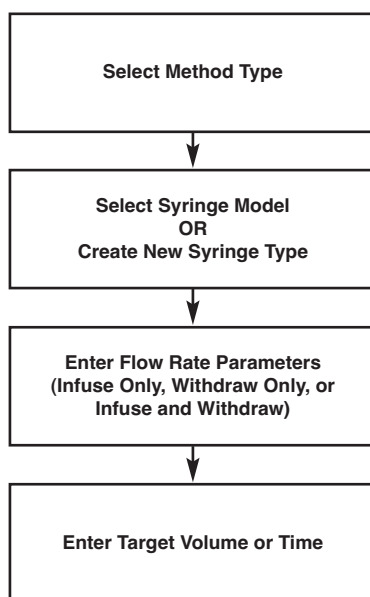 Select Method Type
Select Syringe Model
OR
Create New Syringe Type
Enter Flow Rate Parameters
(Infuse Only, Withdraw Only, or
Infuse and Withdraw)
Enter Target Volume or Time